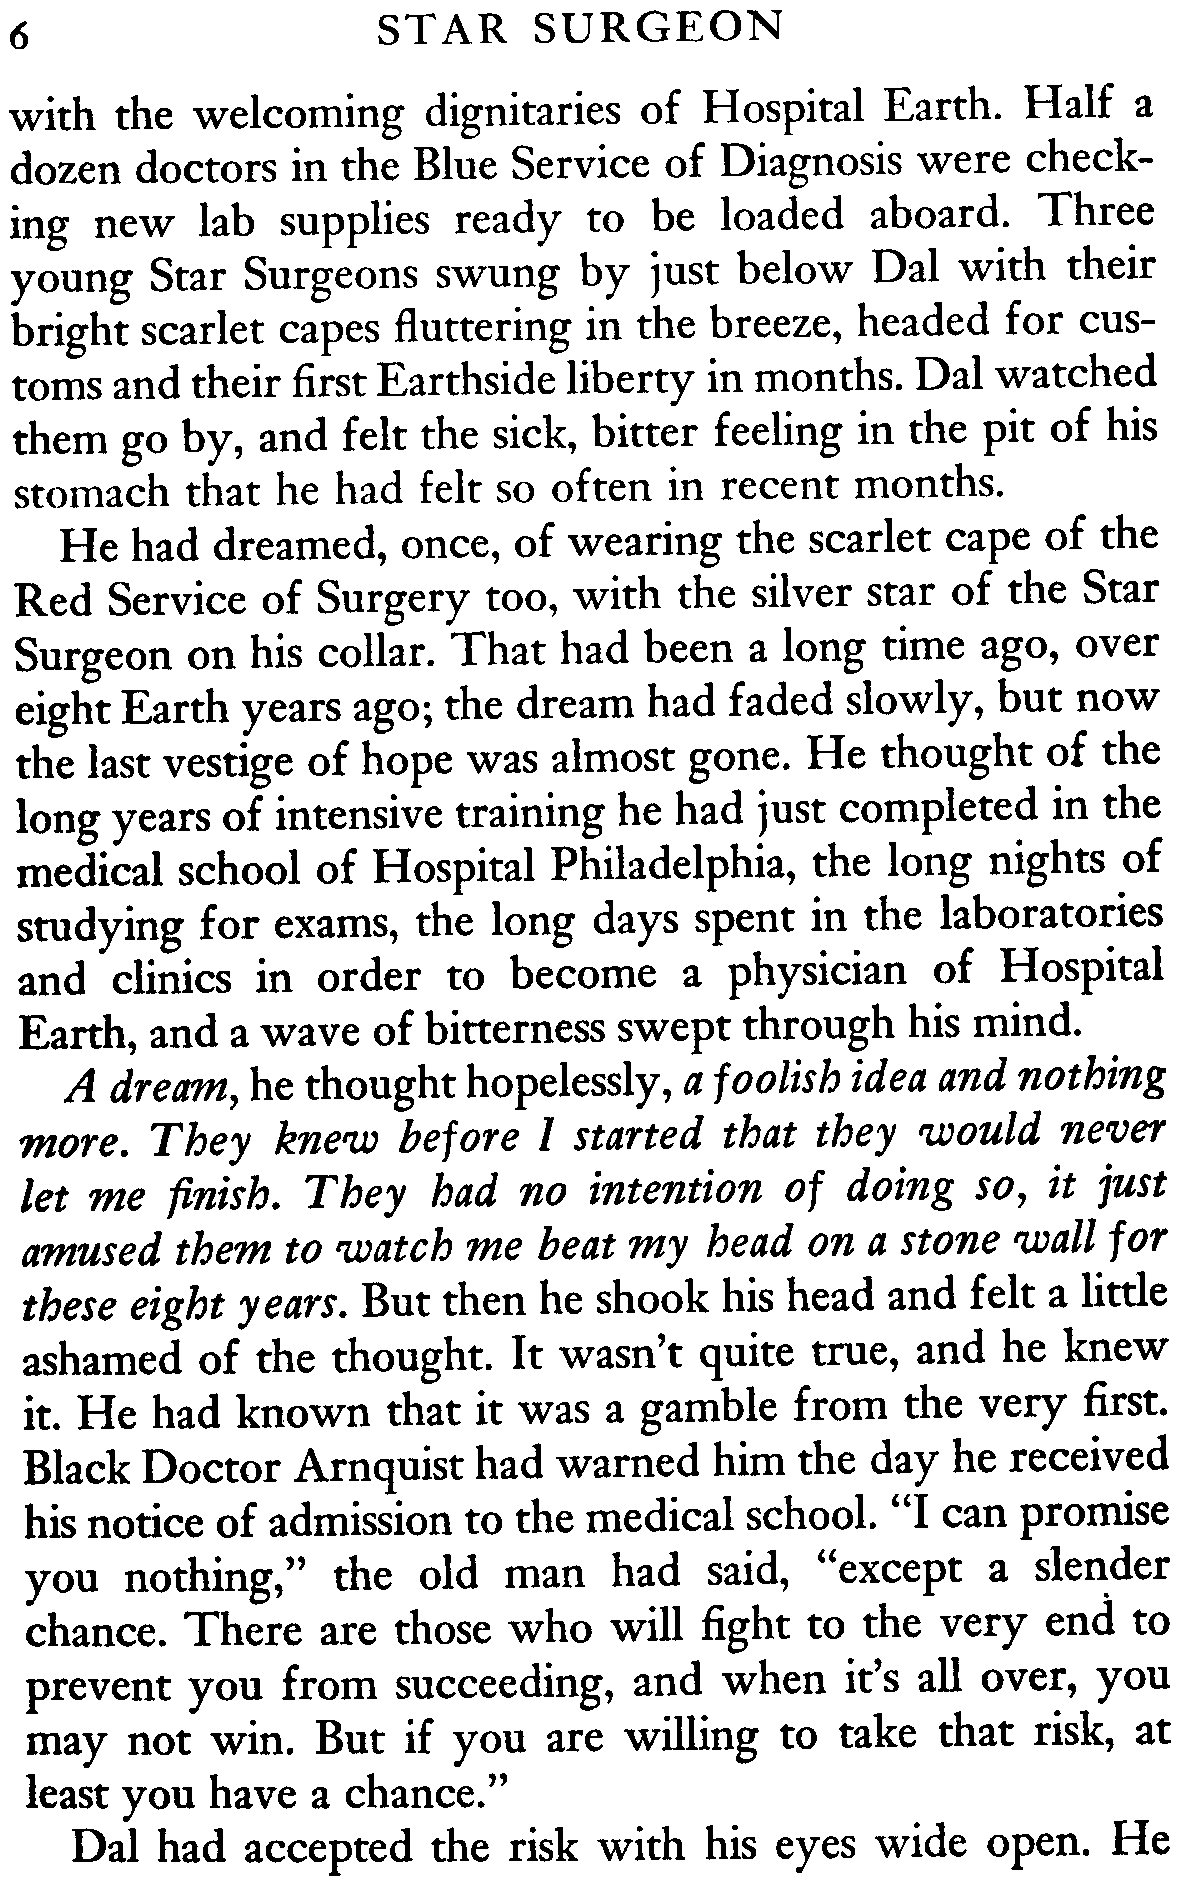 6 STAR SURGEON
with the welcoming dignitaries of Hospital Earth. Half a
dozen doctors in the Blue Service of Diagnosis were check-
ing new lab supplies ready to be loaded aboard. Three
young Star Surgeons swung by just below Dal with their
bright scarlet capes fluttering in the breeze, headed for cus-
toms and their first Earthside liberty in months. Dal watched
them go by, and felt the sick, bitter feeling in the pit of his
stomach that he had felt so often in recent months.
He had dreamed, once, of wearing the scarlet cape of the
Red Service of Surgery too, with the silver star of the Star
Surgeon on his collar. That had been a long time ago, over
eight Earth years ago; the dream had faded slowly, but now
the last vestige of hope was almost gone. He thought of the
long years of intensive training he had just completed in the
medical school of Hospital Philadelphia, the long nights of
studying for exams, the long days spent in the laboratories
and clinics in order to become a physician of Hospital
Earth, and a wave of bitterness swept through his mind.
A dream, he thought hopelessly, a foolish idea and nothing
more. They knew before I started that they would never
let me finish. They had no intention of doing so, it just
amused them to watch me beat my head on a stone wall for
these eight years. But then he shook his head and felt a little
ashamed of the thought. It wasn't quite true, and he knew
it. He had known that it was a gamble from the very first.
Black Doctor Arnquist had warned him the day he received
his notice of admission to the medical school. “I can promise
you nothing,” the old man had said, “except a slender
chance. There are those who will fight to the very end to
prevent you from succeeding, and when it's all over, you
may not win. But if you are willing to take that risk, at
least you have a chance.”
Dal had accepted the risk with his eyes wide open. He